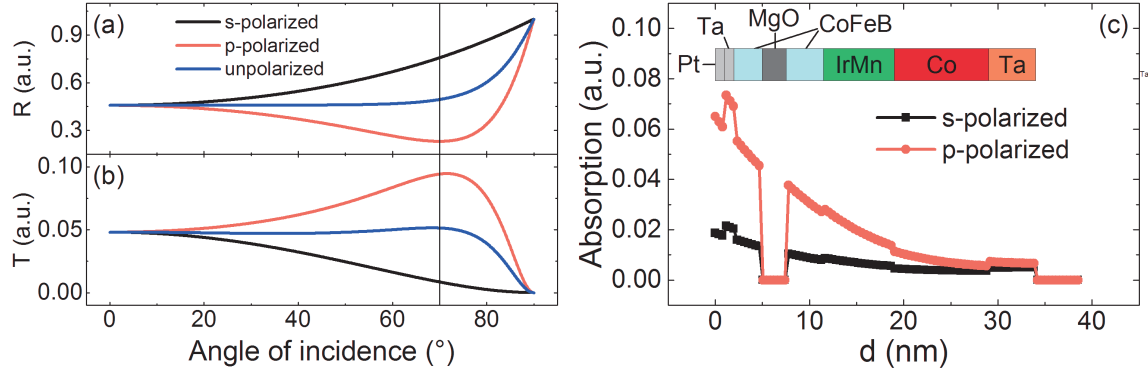 (a)
s-polarized
p-polarized
unpolarized
R (a.u.)
0.9
0.6
0.3
(b)
T (a.u.)
0.10
0.05
0.00
0 20 40 60 80
Angle of incidence (°)
(c)
Absorption (a.u.)
0.10
0.08
0.06
0.04
0.02
0.00
MgO
Ta
CoFeB
Pt
IrMn
Co
Ta
Ta
s-polarized
p-polarized
0 10 20 30 40
d (nm)